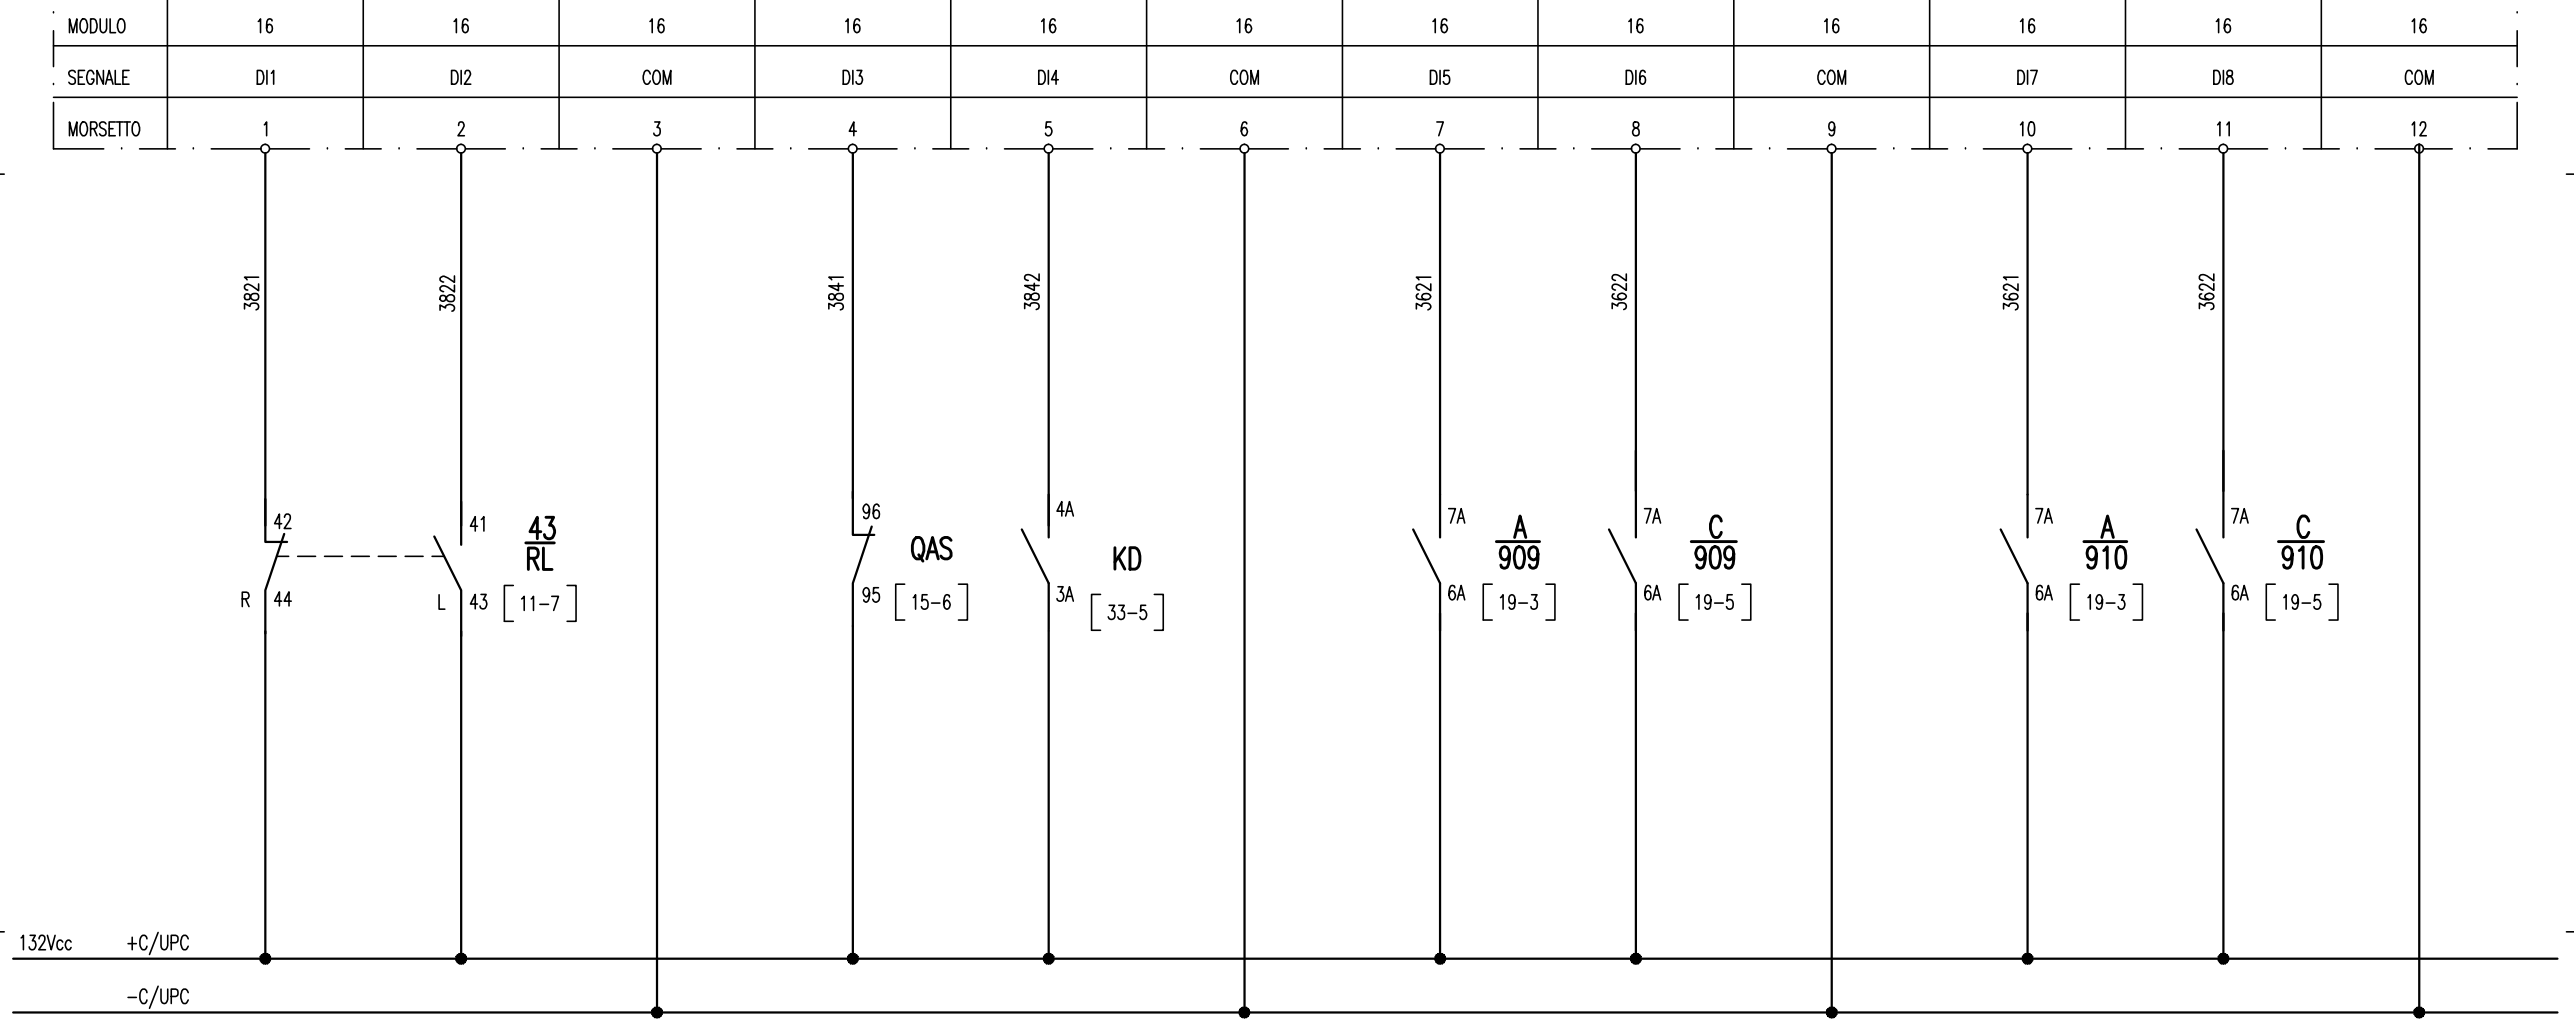 MODULO 16 16 16 16 16 16 16 16 16 16 16 16
SEGNALE DI1 DI2 COM DI3 DI4 COM DI5 DI6 COM DI7 DI8 COM
MORSETTO 1 2 3 4 5 6 7 8 9 10 11 12
3821 3822 3841 3842 3621 3622 3621 3622
42 41 96 4A 7A 7A 7A 7A
43 QAS KD A C A C
RL 909 909 910 910
R 44 L 43 [11-7] 95 [15-6] 3A [33-5] 6A [19-3] 6A [19-5] 6A [19-3] 6A [19-5]
132Vcc +C/UPC
-C/UPC